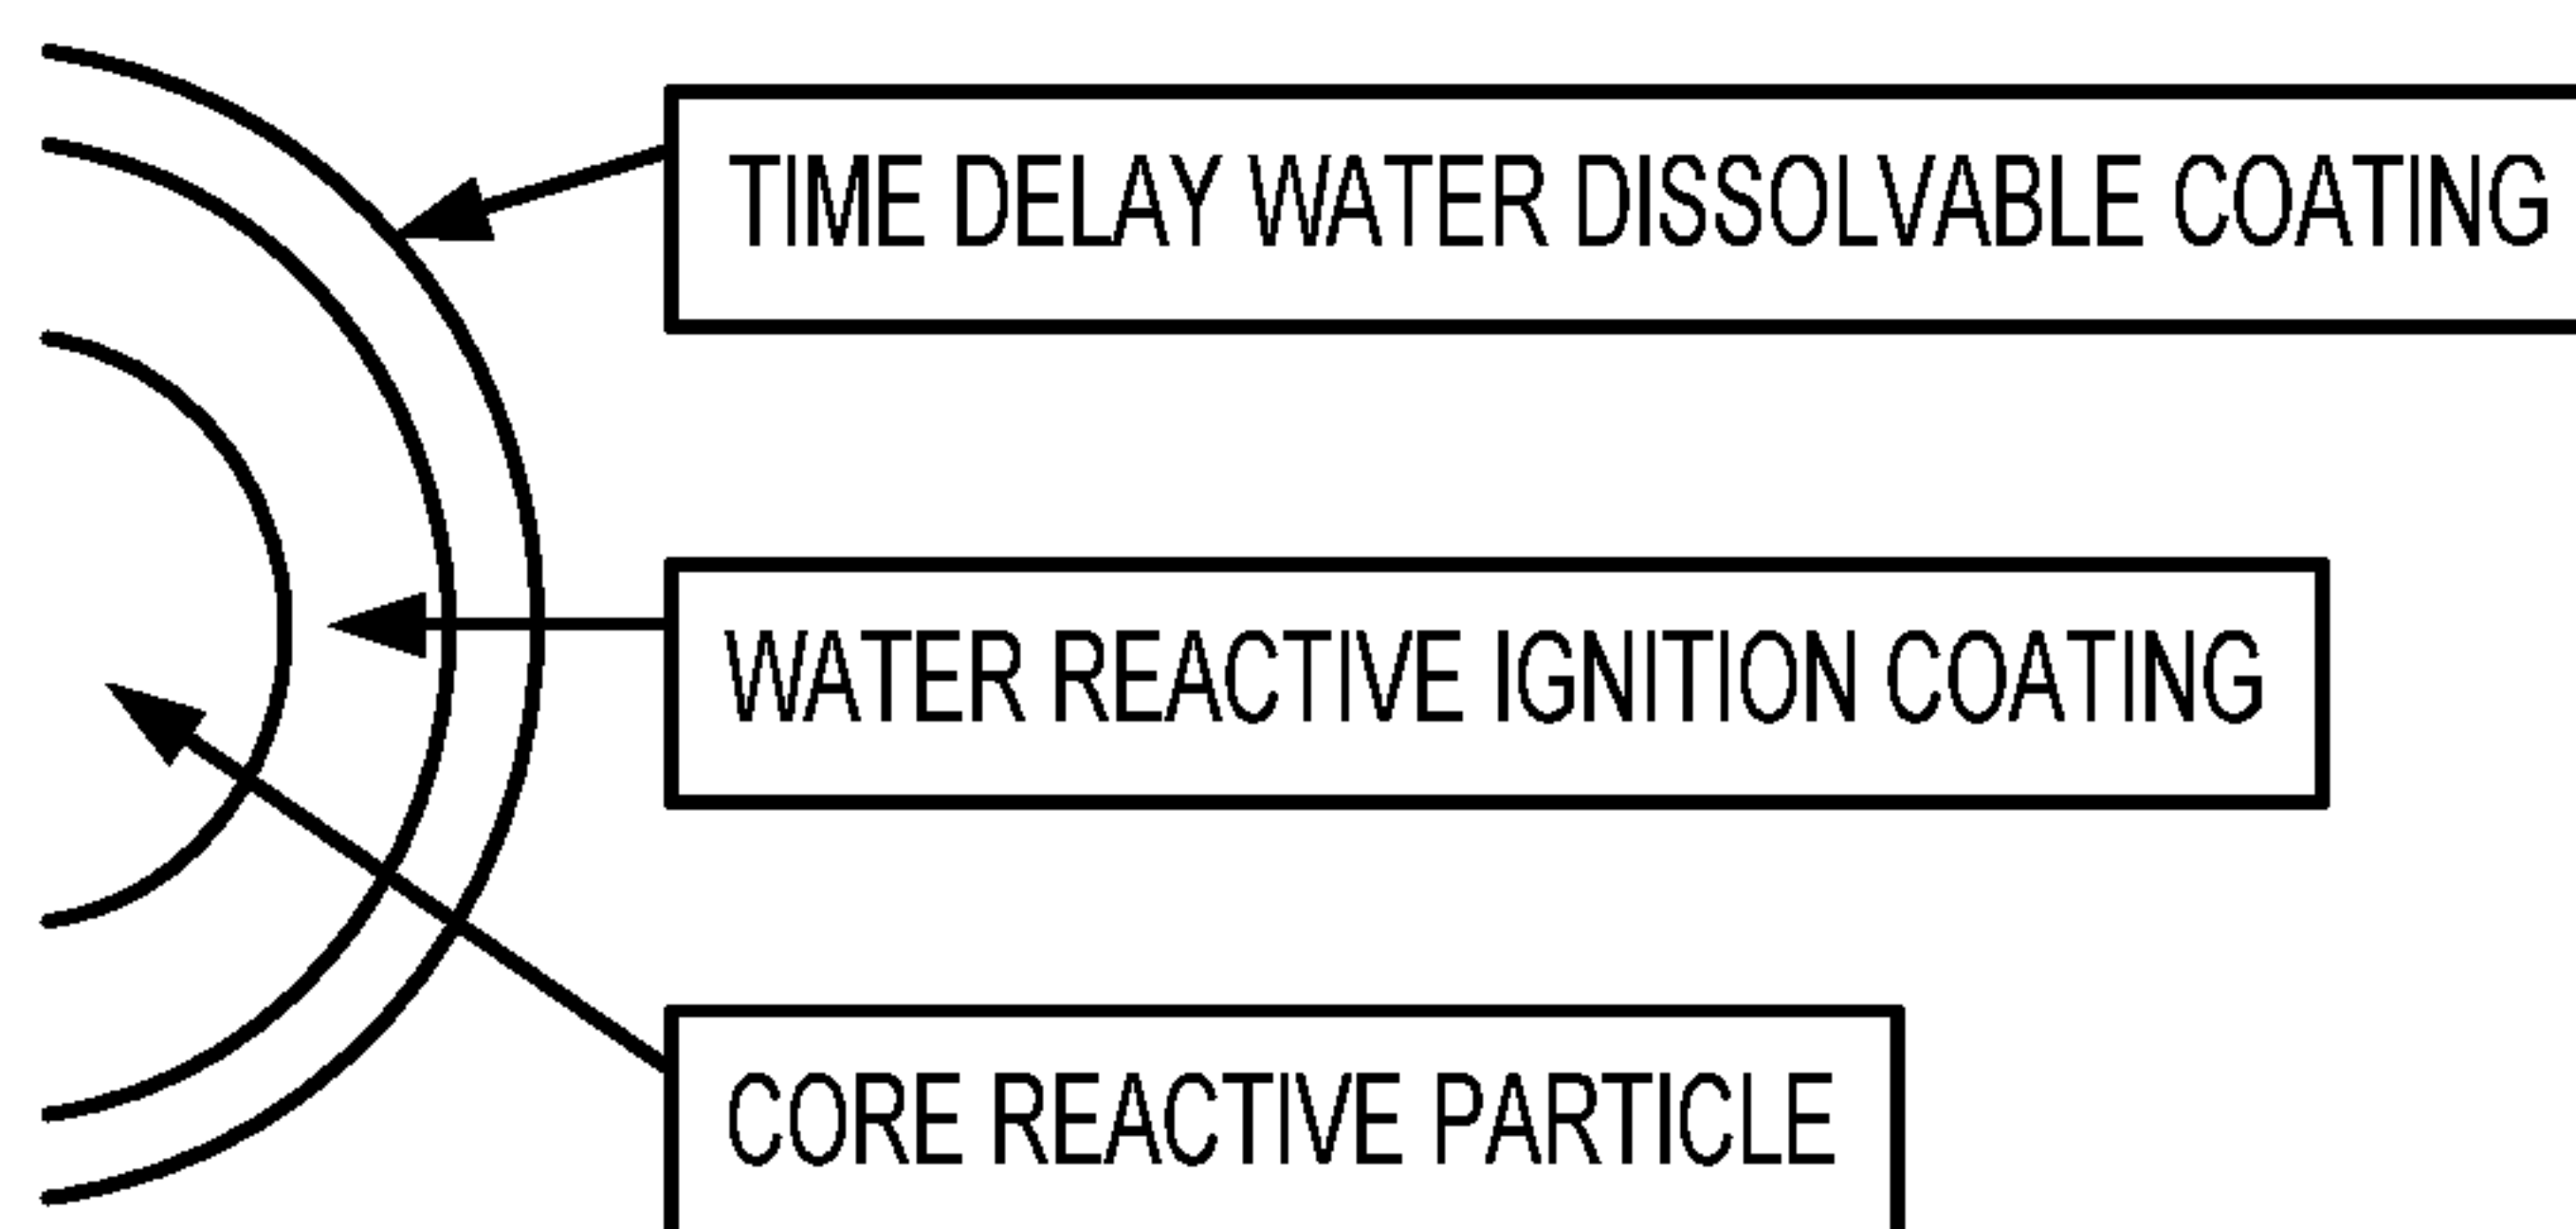 TIME DELAY WATER DISSOLVABLE COATING
WATER REACTIVE IGNITION COATING
CORE REACTIVE PARTICLE